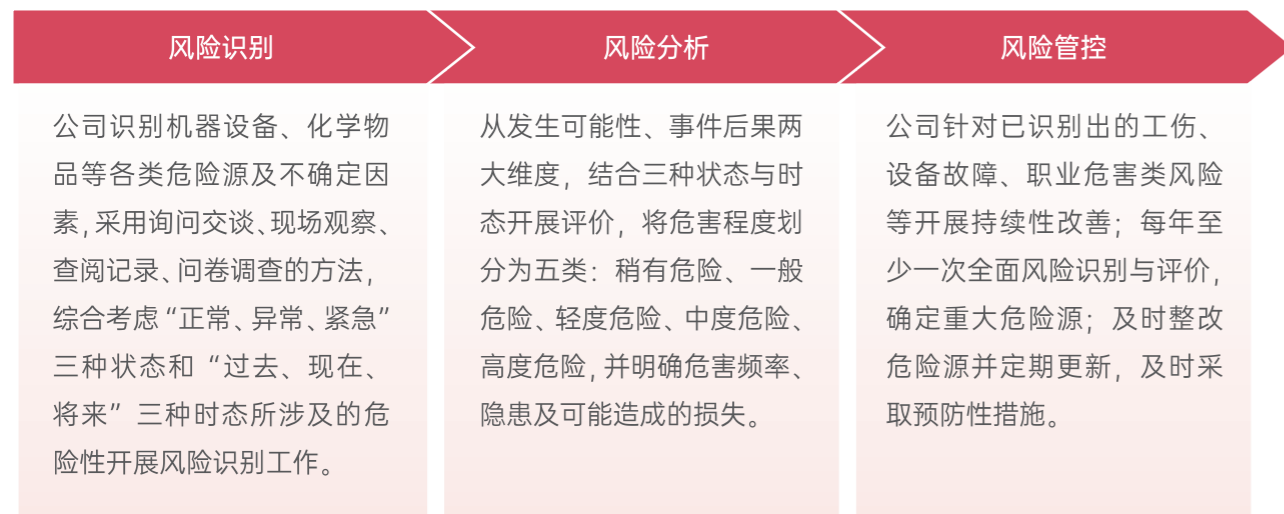 风险识别
公司识别机器设备、化学物
品等各类危险源及不确定因
素,采用询问交谈、现场观察、
查阅记录、问卷调查的方法，
综合考虑“正常、异常、紧急”
三种状态和“过去、现在、
将来”三种时态所涉及的危
险性开展风险识别工作。
风险分析
从发生可能性、事件后果两
大维度，结合三种状态与时
态开展评价，将危害程度划
分为五类：稍有危险、一般
危险、轻度危险、中度危险、
高度危险,并明确危害频率、
隐患及可能造成的损失。
风险管控
公司针对已识别出的工伤、
设备故障、职业危害类风险
等开展持续性改善；每年至
少一次全面风险识别与评价，
确定重大危险源；及时整改
危险源并定期更新，及时采
取预防性措施。